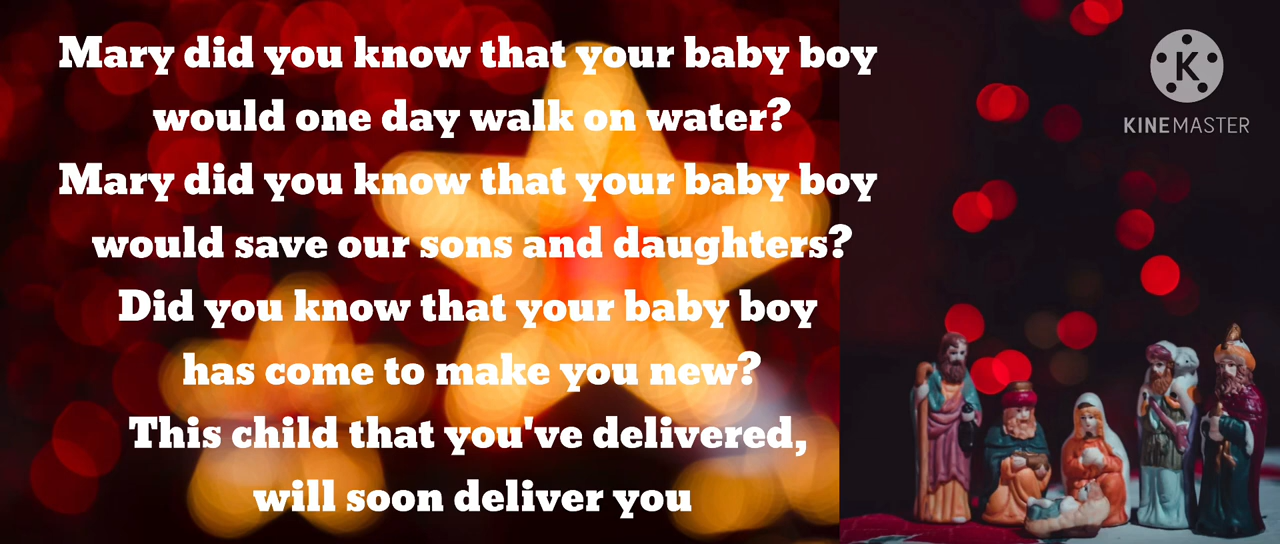 Mary did you know that your baby boy
would one day walk on water?
Mary did you know that your baby boy
would save our sons and daughters?
Did you know that your baby boy
has come to make you new?
This child that you've delivered,
will soon deliver you
K
KINEMASTER